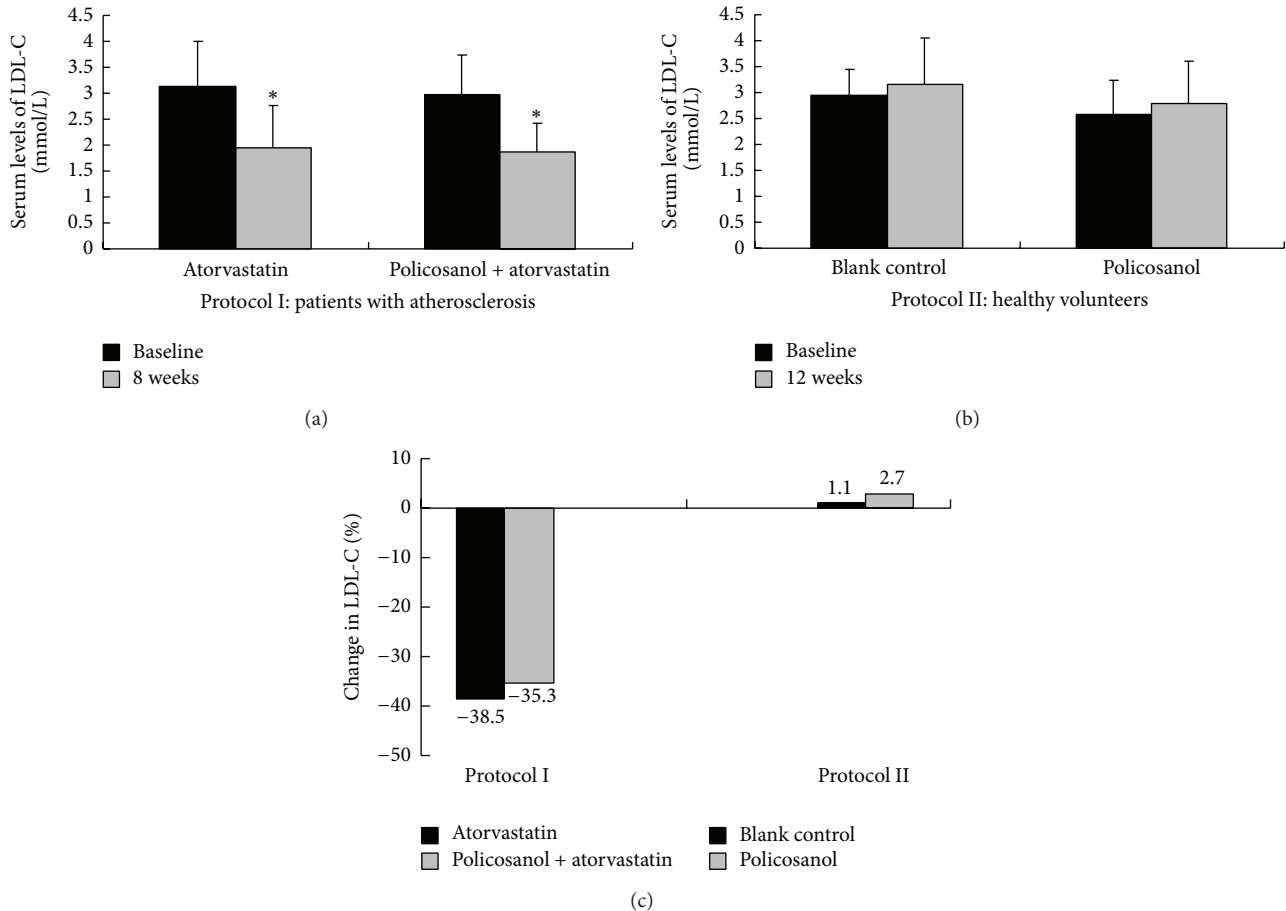 Serum levels of LDL-C
(mmol/L)
4.5
4
3.5
3
2.5
2
1.5
1
0.5
0
*
*
Atorvastatin
Policosanol + atorvastatin
Protocol I: patients with atherosclerosis
Baseline
8 weeks
(a)
Serum levels of LDL-C
(mmol/L)
4.5
4
3.5
3
2.5
2
1.5
1
0.5
0
Blank control
Policosanol
Protocol II: healthy volunteers
Baseline
12 weeks
(b)
Change in LDL-C (%)
10
0
−10
−20
−30
−40
−50
−38.5
−35.3
1.1
2.7
Protocol I
Protocol II
Atorvastatin
Policosanol + atorvastatin
Blank control
Policosanol
(c)